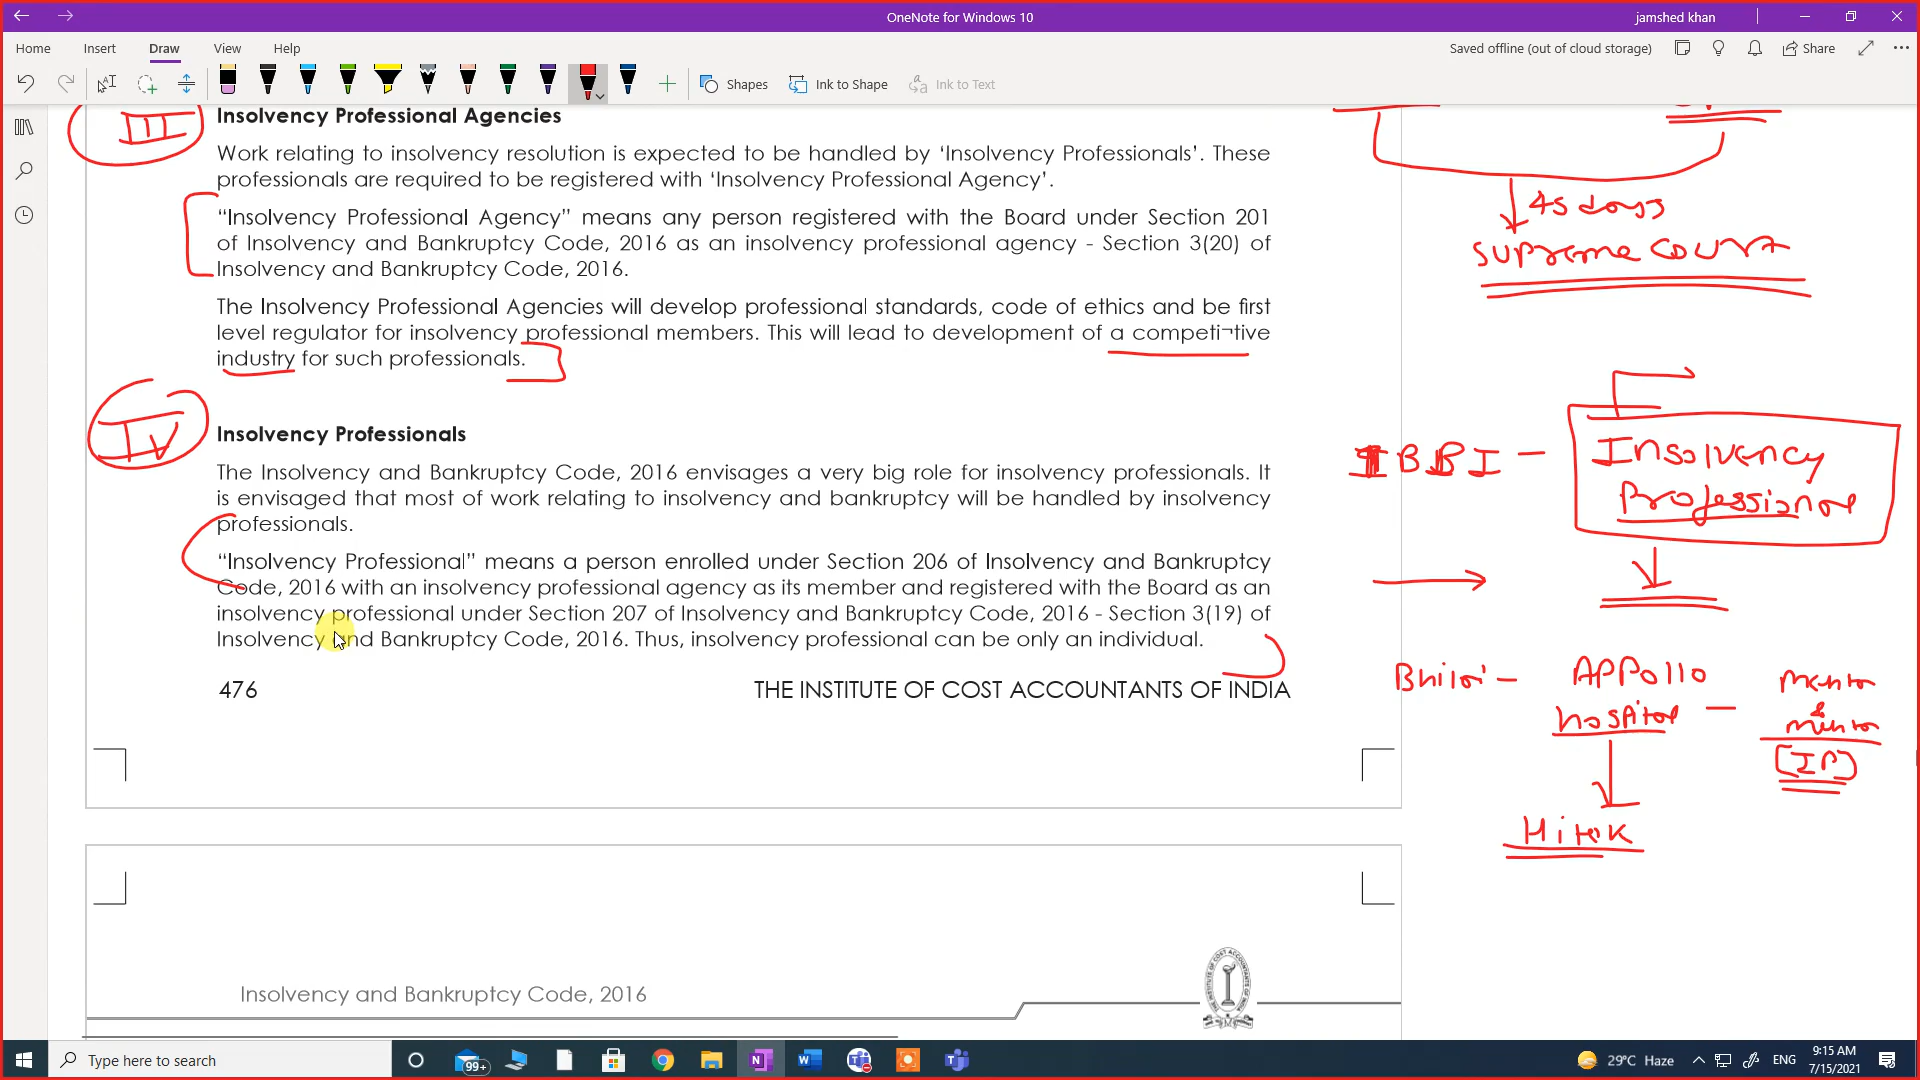 OneNote for Windows 10
jamshed khan
Home Insert Draw View Help
Saved offline (out of cloud storage)
Share
Shapes
Ink to Shape
Ink to Text
III
Insolvency Professional Agencies
Work relating to insolvency resolution is expected to be handled by ‘Insolvency Professionals’. These
professionals are required to be registered with ‘Insolvency Professional Agency’.
“Insolvency Professional Agency” means any person registered with the Board under Section 201
of Insolvency and Bankruptcy Code, 2016 as an insolvency professional agency - Section 3(20) of
Insolvency and Bankruptcy Code, 2016.
The Insolvency Professional Agencies will develop professional standards, code of ethics and be first
level regulator for insolvency professional members. This will lead to development of a competi¬tive
industry for such professionals.
IV
Insolvency Professionals
The Insolvency and Bankruptcy Code, 2016 envisages a very big role for insolvency professionals. It
is envisaged that most of work relating to insolvency and bankruptcy will be handled by insolvency
professionals.
“Insolvency Professional” means a person enrolled under Section 206 of Insolvency and Bankruptcy
Code, 2016 with an insolvency professional agency as its member and registered with the Board as an
insolvency professional under Section 207 of Insolvency and Bankruptcy Code, 2016 - Section 3(19) of
Insolvency and Bankruptcy Code, 2016. Thus, insolvency professional can be only an individual.
476
THE INSTITUTE OF COST ACCOUNTANTS OF INDIA
45 days
Supreme Court
IBBI - Insolvency
Professional
APPollo
hospital
[IP]
Insolvency and Bankruptcy Code, 2016
Type here to search
99+
29°C Haze
ENG
9:15 AM
7/15/2021